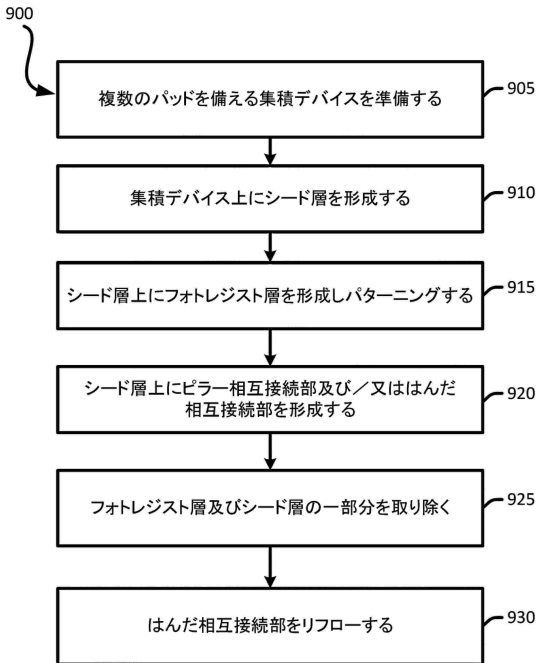 900
複数のパッドを備える集積デバイスを準備する
905
集積デバイス上にシード層を形成する
910
シード層上にフォトレジスト層を形成しパターニングする
915
シード層上にピラー相互接続部及び／又ははんだ
相互接続部を形成する
920
フォトレジスト層及びシード層の一部分を取り除く
925
はんだ相互接続部をリフローする
930